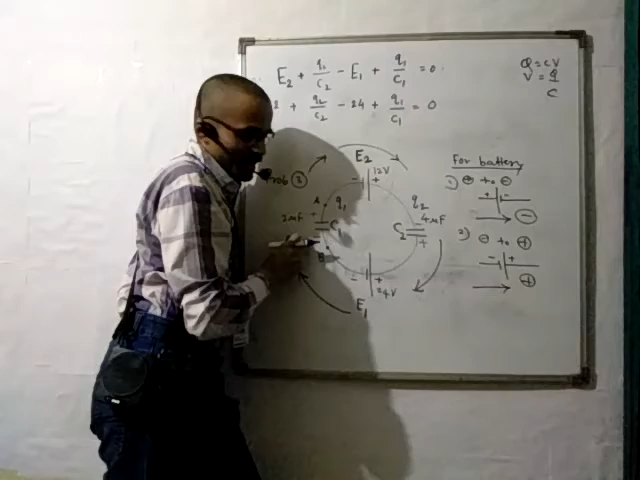 E₂ + q₁/C₂ − E₁ + q₁/C₁ = 0
2 + q₂/C₂ − 24 + q₁/C₁ = 0
Q = CV
V = Q/C
E₂
12V
+
A
q₁
q₂
2μF
+
C₁
C₂
4μF
+
B
− +
24V
E₁
For battery
1) ⊕ to ⊖
+ −
→ ⊖
2) ⊖ to ⊕
− +
→ ⊕